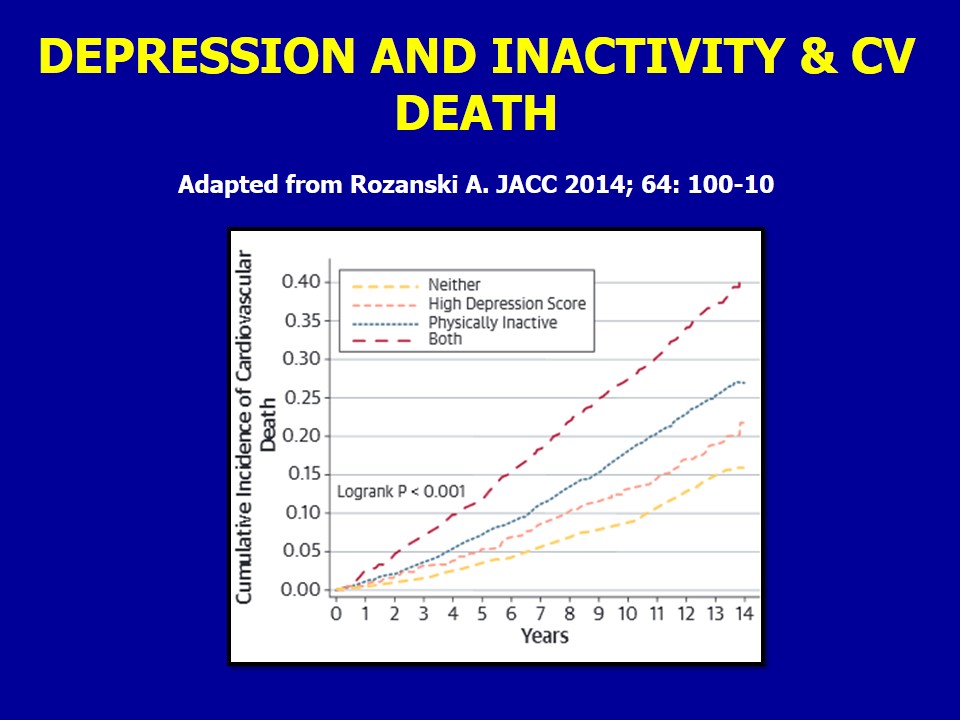 DEPRESSION AND INACTIVITY & CV
DEATH
Adapted from Rozanski A. JACC 2014; 64: 100-10
Cumulative Incidence of Cardiovascular
Death
0.40
0.35
0.30
0.25
0.20
0.15
0.10
0.05
0.00
Neither
High Depression Score
Physically Inactive
Both
Logrank P < 0.001
0 1 2 3 4 5 6 7 8 9 10 11 12 13 14
Years